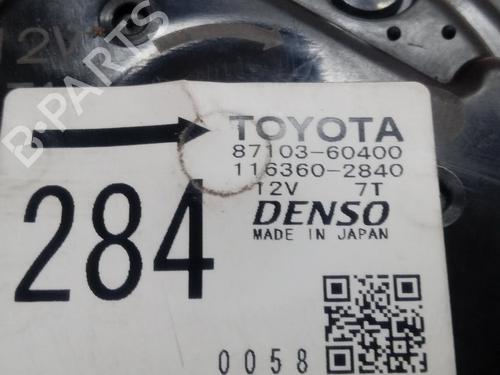 12V
TOYOTA
87103-60400
116360-2840
12V 7T
DENSO
MADE IN JAPAN
284
0058
B-PARTS